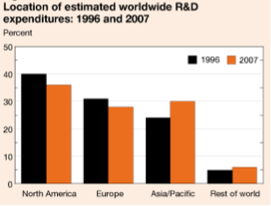 Location of estimated worldwide R&D
expenditures: 1996 and 2007
Percent
50
1996 2007
40
30
20
10
0
North America Europe Asia/Pacific Rest of world